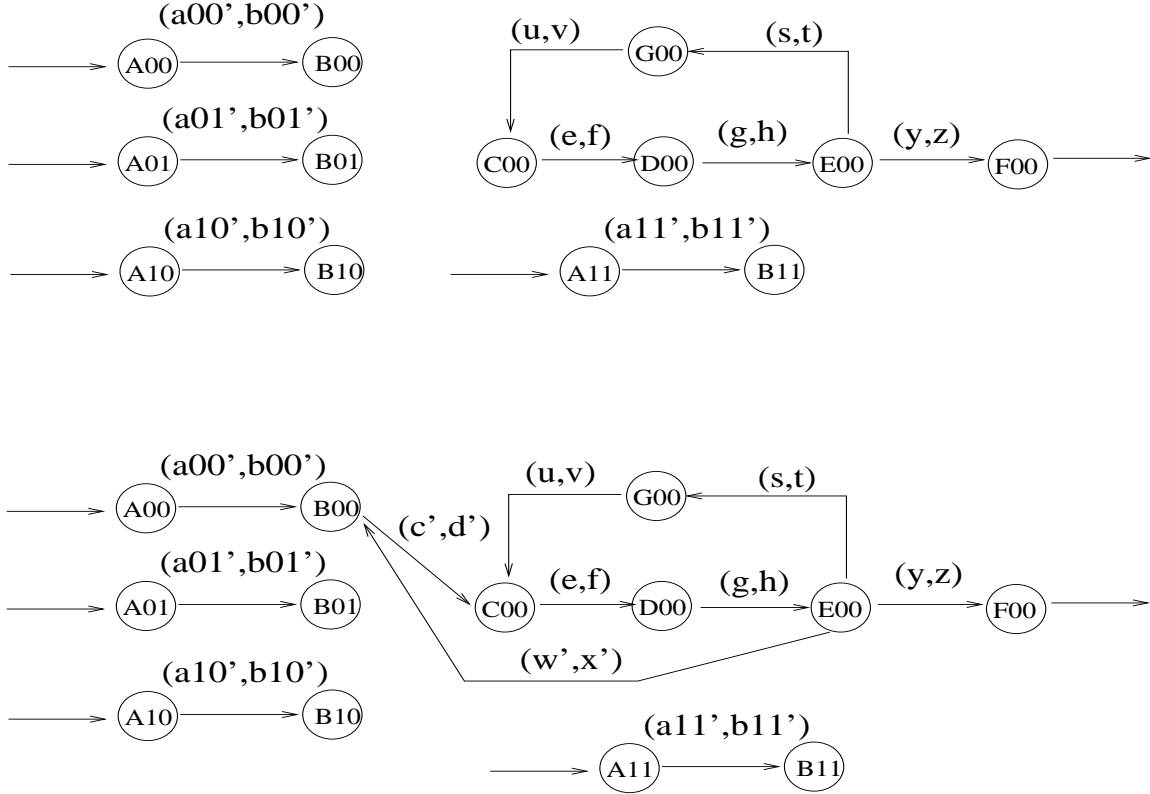 (a00’,b00’) (u,v) (s,t)
A00 B00 G00
(a01’,b01’) (e,f) (g,h) (y,z)
A01 B01 C00 D00 E00 F00
(a10’,b10’) (a11’,b11’)
A10 B10 A11 B11
(a00’,b00’) (u,v) (s,t)
A00 B00 G00
(c’,d’)
(a01’,b01’) (e,f) (g,h) (y,z)
A01 B01 C00 D00 E00 F00
(a10’,b10’) (w’,x’)
A10 B10
(a11’,b11’)
A11 B11